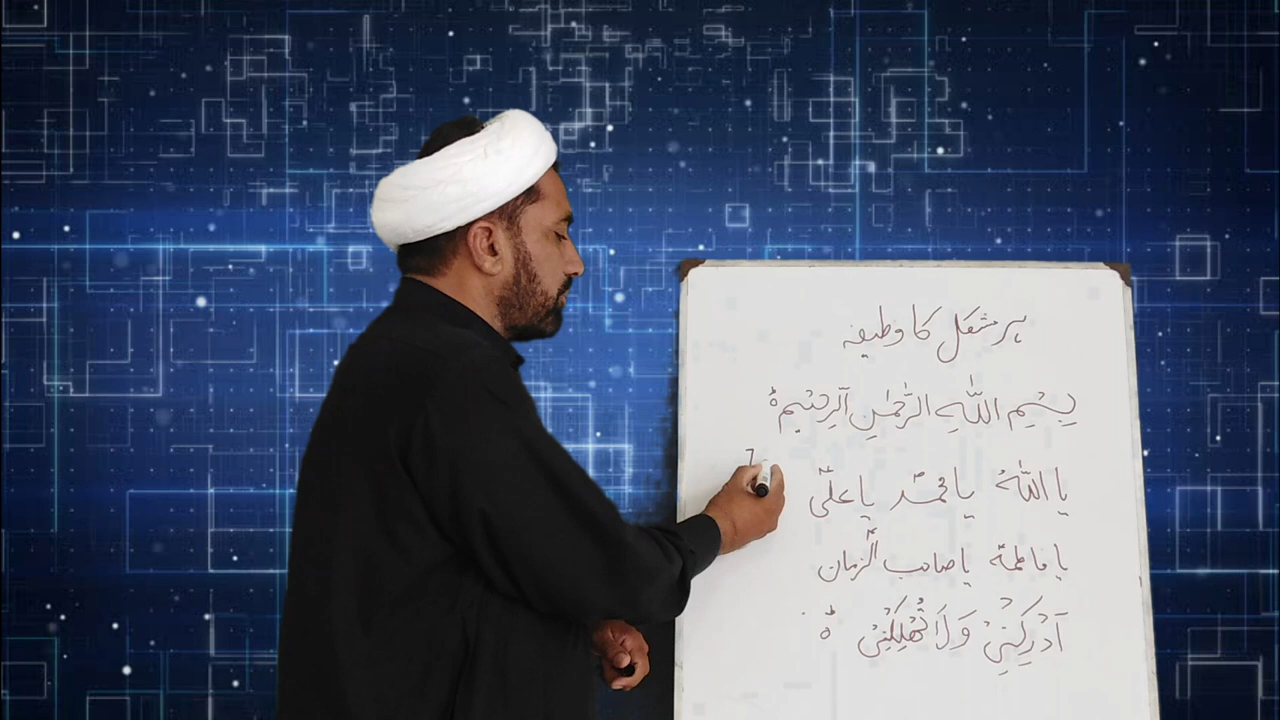 ہر مشکل کا وظیفہ
بِسْمِ اللّٰهِ الرَّحْمٰنِ الرَّحِيْمِ ه
یا اللّٰهُ یا محمدؐ یا علیؑ
یا فاطمہؑ یا صاحب الزمانؑ
اَدْرِكْنِیْ وَلَا تُهْلِكْنِیْ ه